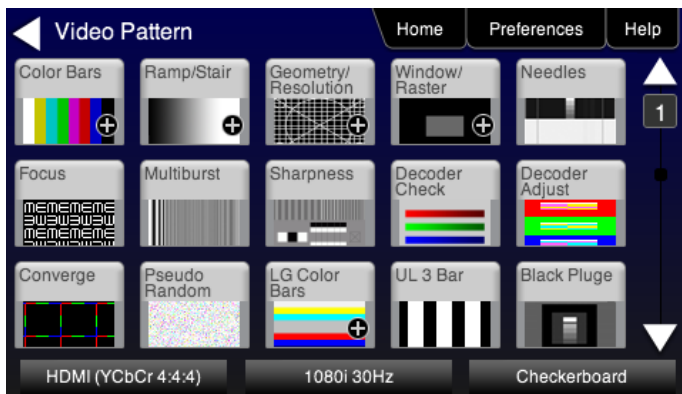 Video Pattern
Home
Preferences
Help
Color Bars
Ramp/Stair
Geometry/
Resolution
Window/
Raster
Needles
1
Focus
Multiburst
Sharpness
Decoder
Check
Decoder
Adjust
MEMEMEME
MEMEMEME
Converge
Pseudo
Random
LG Color
Bars
UL 3 Bar
Black Pluge
HDMI (YCbCr 4:4:4)
1080i 30Hz
Checkerboard